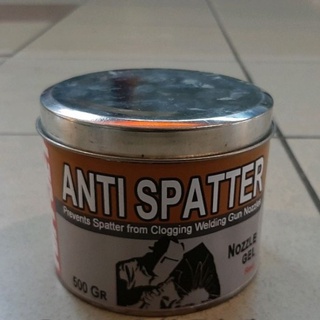 ANTI SPATTER
Prevents Spatter from Clogging Welding Gun Nozzles
NOZZLE
GEL
500 GR